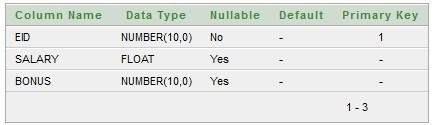 Column Name Data Type Nullable Default Primary Key
EID NUMBER(10,0) No - 1
SALARY FLOAT Yes - -
BONUS NUMBER(10,0) Yes - -
1 - 3